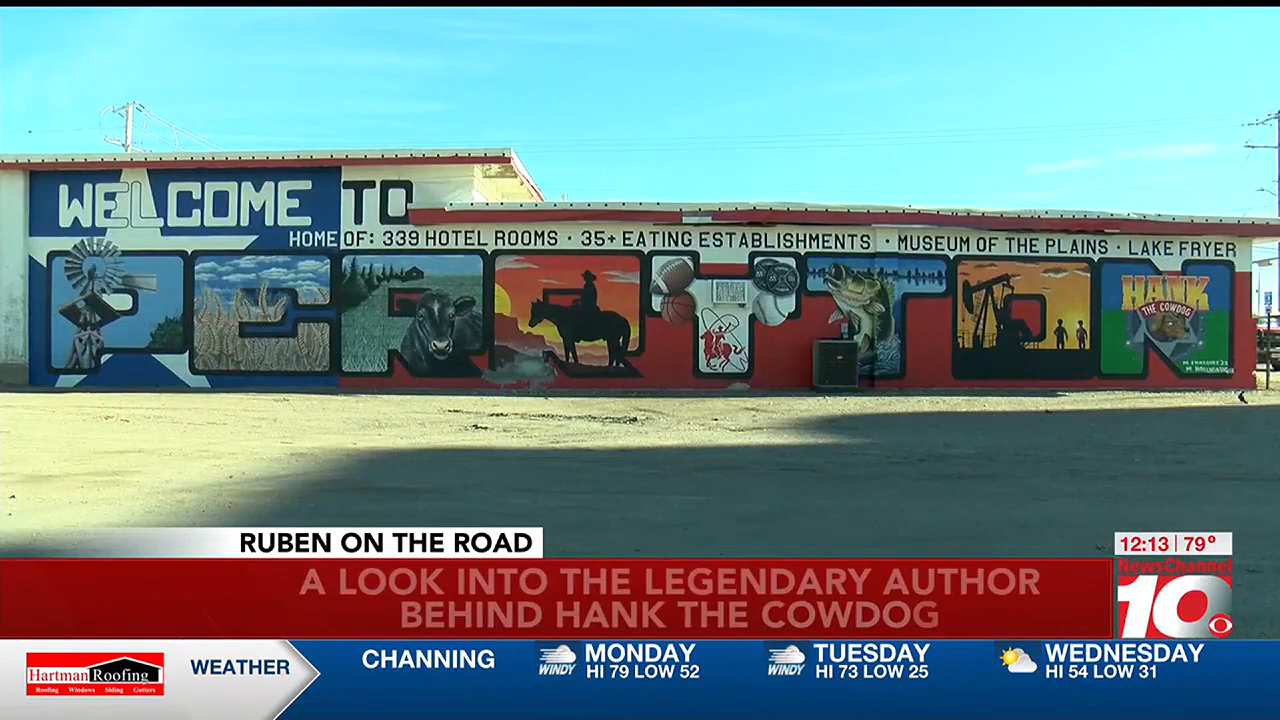 WELCOME TO
HOME OF: 339 HOTEL ROOMS · 35+ EATING ESTABLISHMENTS · MUSEUM OF THE PLAINS · LAKE FRYER
PERRYTON
HANK
THE COWDOG
RUBEN ON THE ROAD
A LOOK INTO THE LEGENDARY AUTHOR
BEHIND HANK THE COWDOG
12:13 | 79°
NewsChannel
10
Hartman Roofing
Roofing Windows Siding Gutters
WEATHER
CHANNING
WINDY
MONDAY
HI 79 LOW 52
WINDY
TUESDAY
HI 73 LOW 25
WEDNESDAY
HI 54 LOW 31